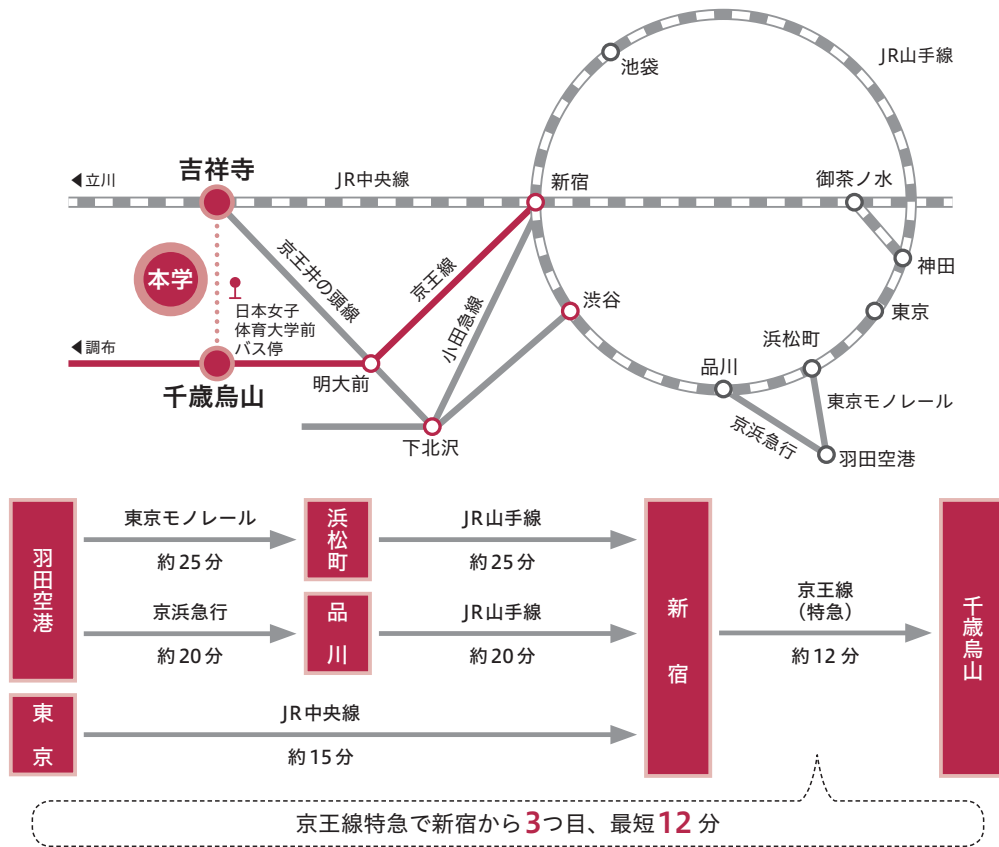 池袋
JR山手線
吉祥寺
◀立川
JR中央線
新宿
御茶ノ水
京王井の頭線
京王線
小田急線
神田
本学
日本女子
体育大学前
バス停
渋谷
東京
浜松町
◀調布
千歳烏山
明大前
品川
東京モノレール
京浜急行
下北沢
羽田空港
羽田空港
東京モノレール
約25分
浜松町
JR山手線
約25分
京浜急行
約20分
品川
JR山手線
約20分
新宿
京王線
（特急）
約12分
千歳烏山
東京
JR中央線
約15分
京王線特急で新宿から3つ目、最短12分